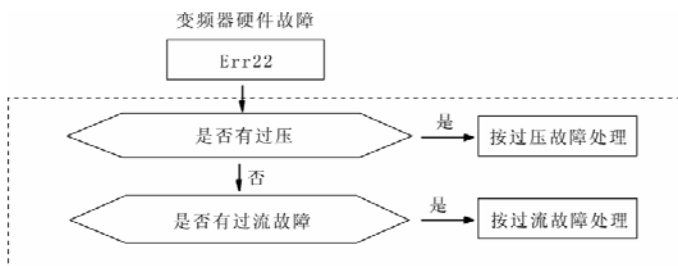 变频器硬件故障
Err22
是否有过压
是
按过压故障处理
否
是否有过流故障
是
按过流故障处理